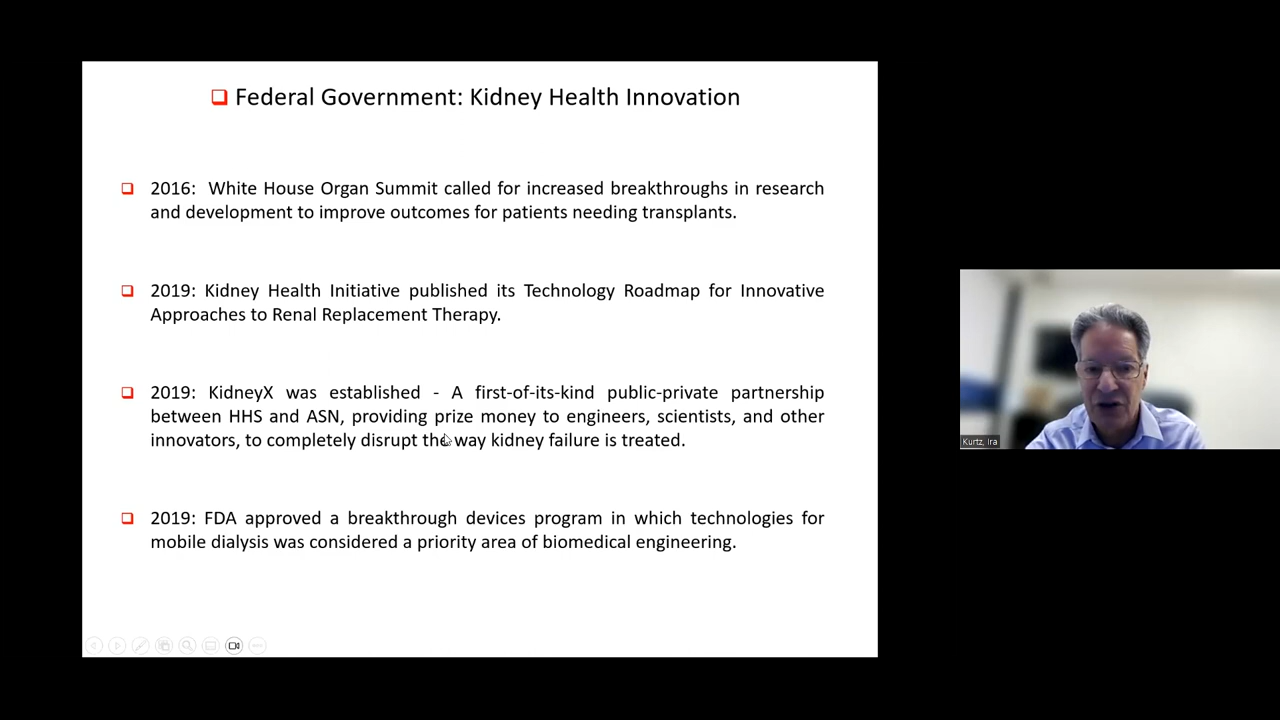 Federal Government: Kidney Health Innovation
2016: White House Organ Summit called for increased breakthroughs in research
and development to improve outcomes for patients needing transplants.
2019: Kidney Health Initiative published its Technology Roadmap for Innovative
Approaches to Renal Replacement Therapy.
2019: KidneyX was established - A first-of-its-kind public-private partnership
between HHS and ASN, providing prize money to engineers, scientists, and other
innovators, to completely disrupt the way kidney failure is treated.
2019: FDA approved a breakthrough devices program in which technologies for
mobile dialysis was considered a priority area of biomedical engineering.
Kurtz, Ira